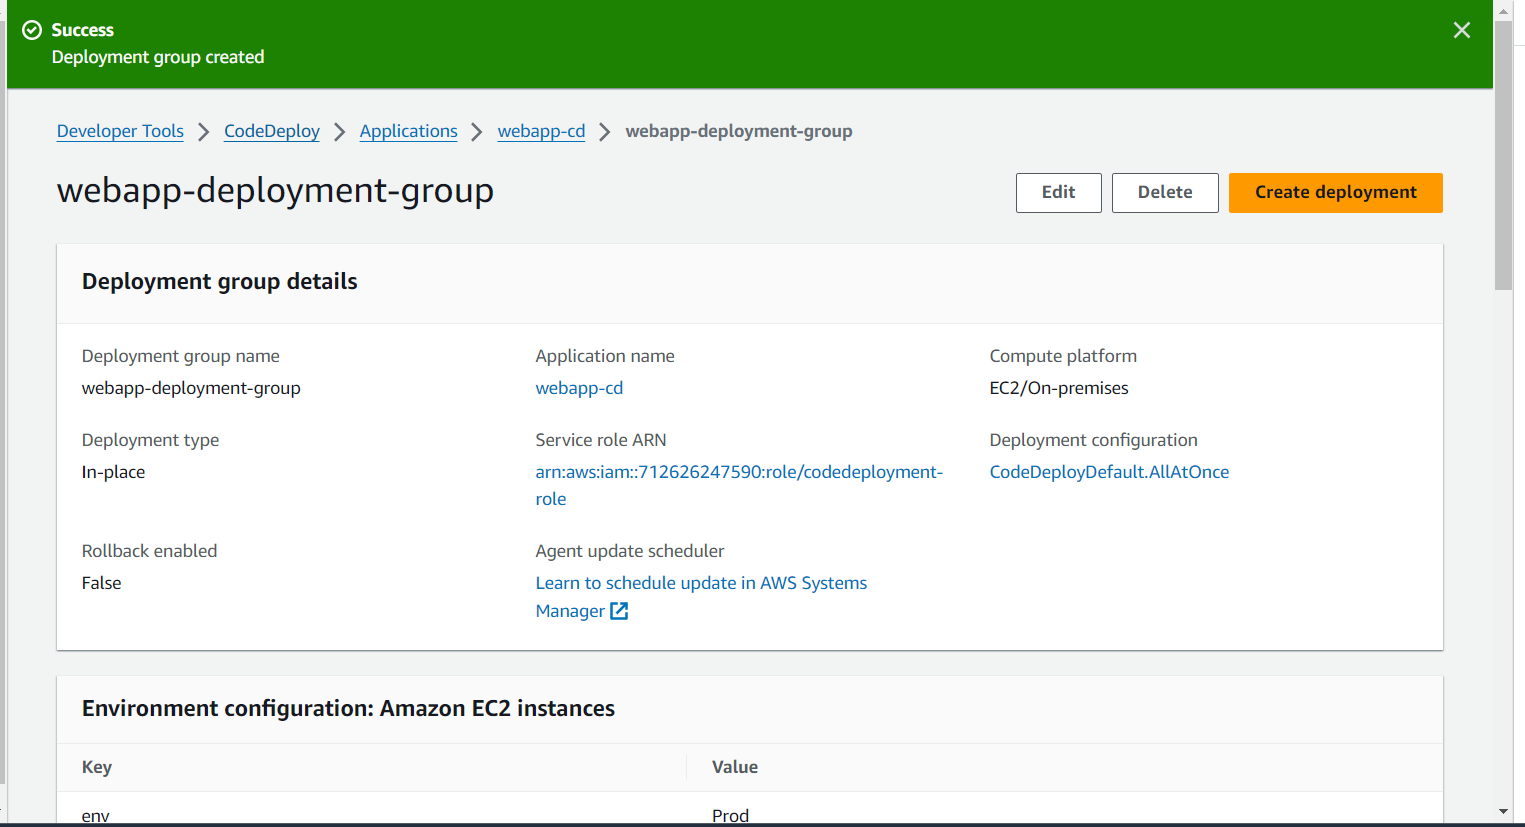 Success
Deployment group created
Developer Tools > CodeDeploy > Applications > webapp-cd > webapp-deployment-group
webapp-deployment-group
Edit Delete Create deployment
Deployment group details
Deployment group name Application name Compute platform
webapp-deployment-group webapp-cd EC2/On-premises
Deployment type Service role ARN Deployment configuration
In-place arn:aws:iam::712626247590:role/codedeployment- CodeDeployDefault.AllAtOnce
role
Rollback enabled Agent update scheduler
False Learn to schedule update in AWS Systems
Manager
Environment configuration: Amazon EC2 instances
Key Value
env Prod